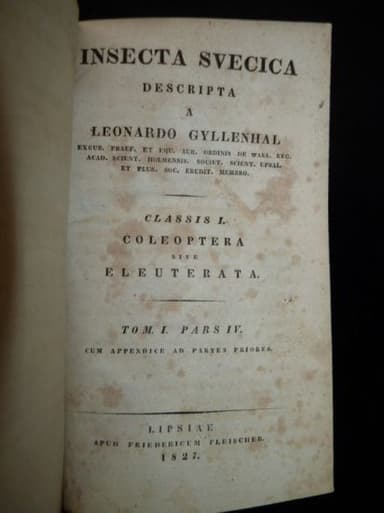 INSECTA SVECICA
DESCRIPTA
A
LEONARDO GYLLENHAL
EXCUB. PRAEF. ET EQU. AUR. ORDINIS DE WASA. ETC.
ACAD. SCIENT. HOLMENSIS. SOCIET. SCIENT. UPSAL.
ET PLUR. SOC. ERUDIT. MEMBRO.
CLASSIS I.
COLEOPTERA
SIVE
ELEUTERATA.
TOM. I. PARS IV.
CUM APPENDICE AD PARTES PRIORES.
LIPSIAE
APUD FRIEDERICUM FLEISCHER.
1827.